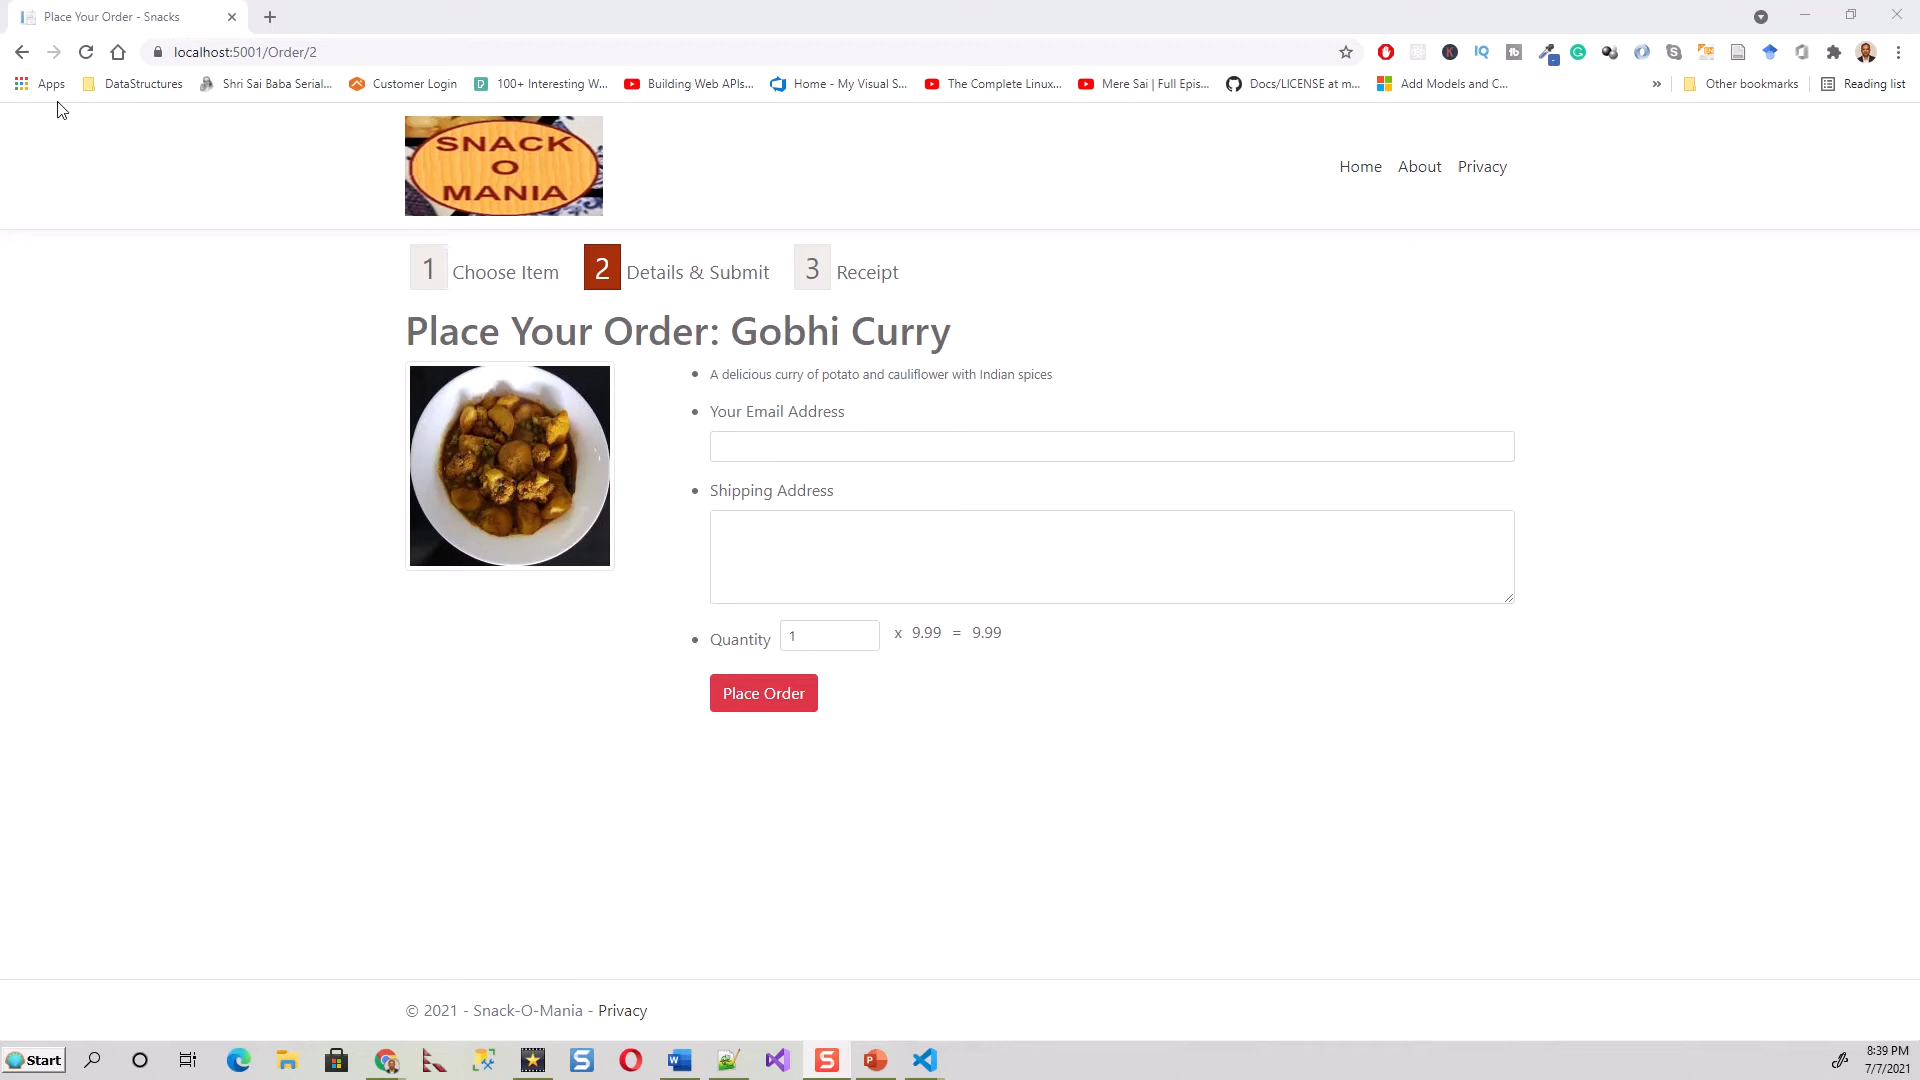 Place Your Order - Snacks
localhost:5001/Order/2
Apps DataStructures Shri Sai Baba Serial... Customer Login 100+ Interesting W... Building Web APIs... Home - My Visual S... The Complete Linux... Mere Sai | Full Epis... Docs/LICENSE at m... Add Models and C... » Other bookmarks Reading list
SNACK
O
MANIA
Home About Privacy
1 Choose Item 2 Details & Submit 3 Receipt
Place Your Order: Gobhi Curry
A delicious curry of potato and cauliflower with Indian spices
Your Email Address
Shipping Address
Quantity 1 x 9.99 = 9.99
Place Order
© 2021 - Snack-O-Mania - Privacy
Start
8:39 PM
7/7/2021